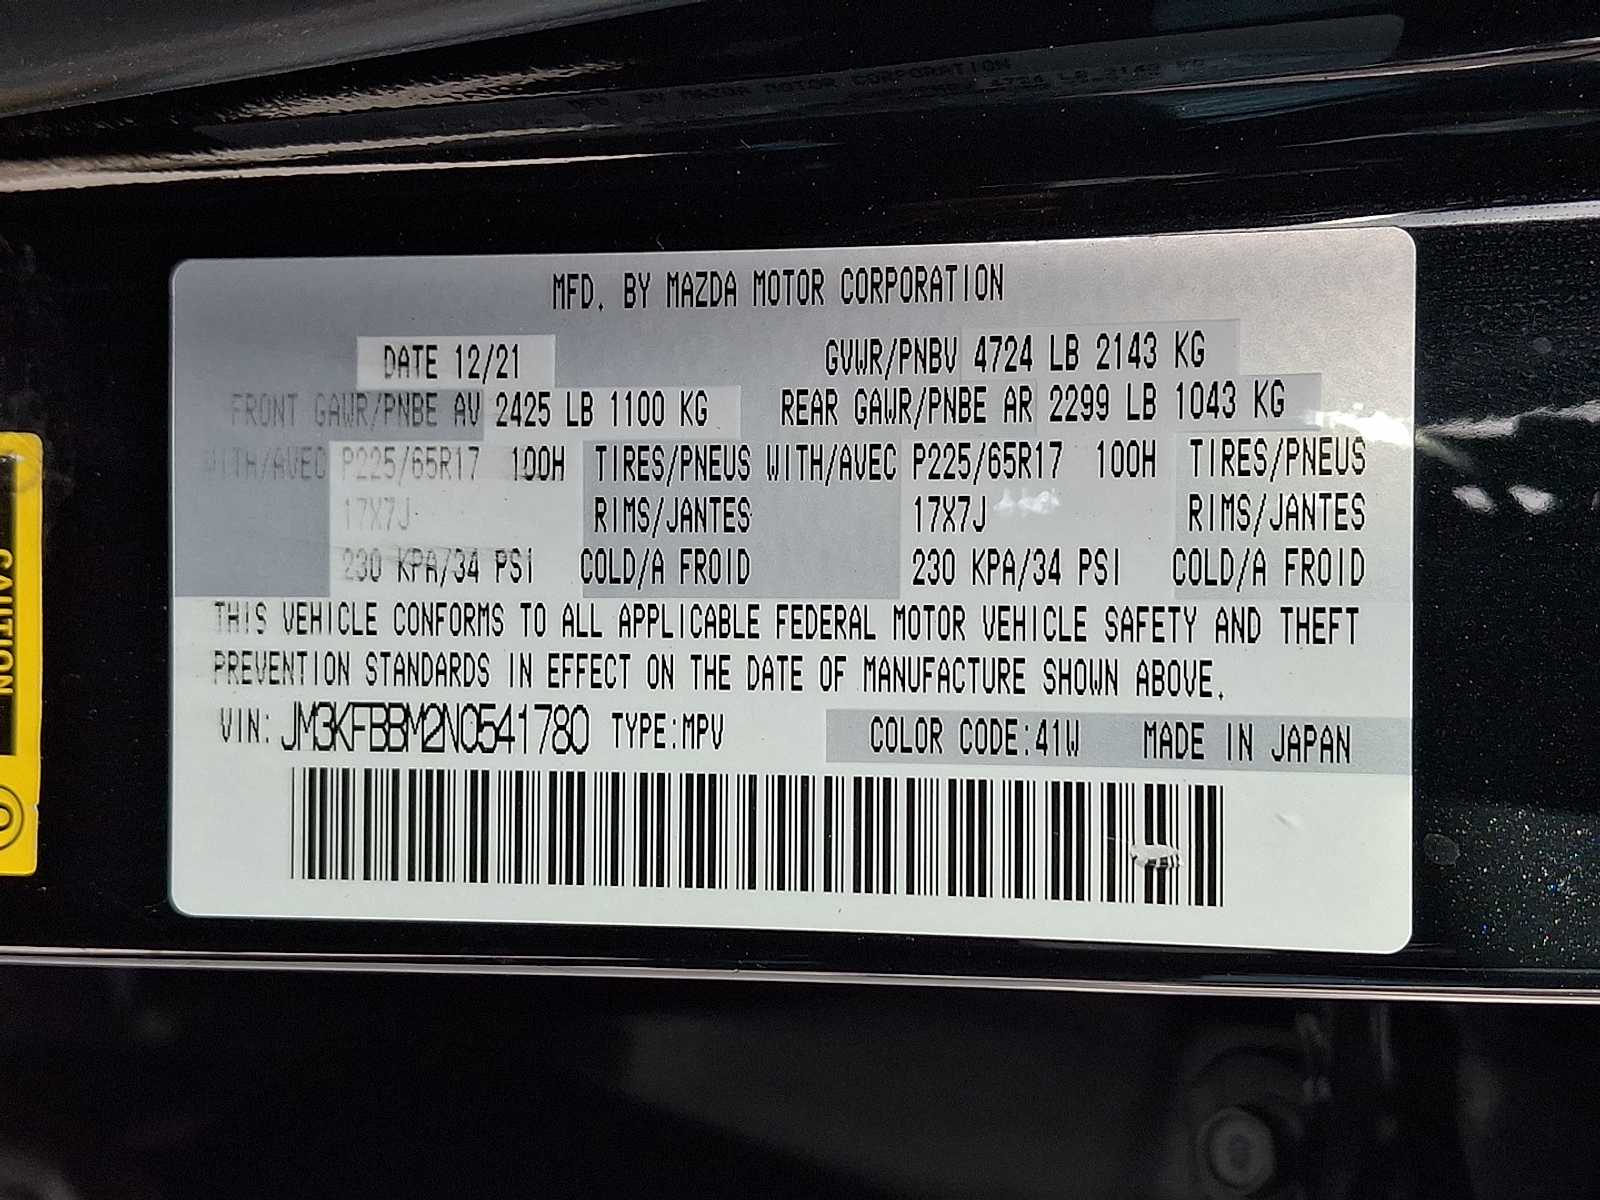 MFD. BY MAZDA MOTOR CORPORATION
DATE 12/21 GVWR/PNBV 4724 LB 2143 KG
FRONT GAWR/PNBE AV 2425 LB 1100 KG REAR GAWR/PNBE AR 2299 LB 1043 KG
WITH/AVEC P225/65R17 100H TIRES/PNEUS WITH/AVEC P225/65R17 100H TIRES/PNEUS
17X7J RIMS/JANTES 17X7J RIMS/JANTES
230 KPA/34 PSI COLD/A FROID 230 KPA/34 PSI COLD/A FROID
THIS VEHICLE CONFORMS TO ALL APPLICABLE FEDERAL MOTOR VEHICLE SAFETY AND THEFT
PREVENTION STANDARDS IN EFFECT ON THE DATE OF MANUFACTURE SHOWN ABOVE.
VIN: JM3KFBBM2N0541780 TYPE:MPV COLOR CODE:41W MADE IN JAPAN
CAUTION